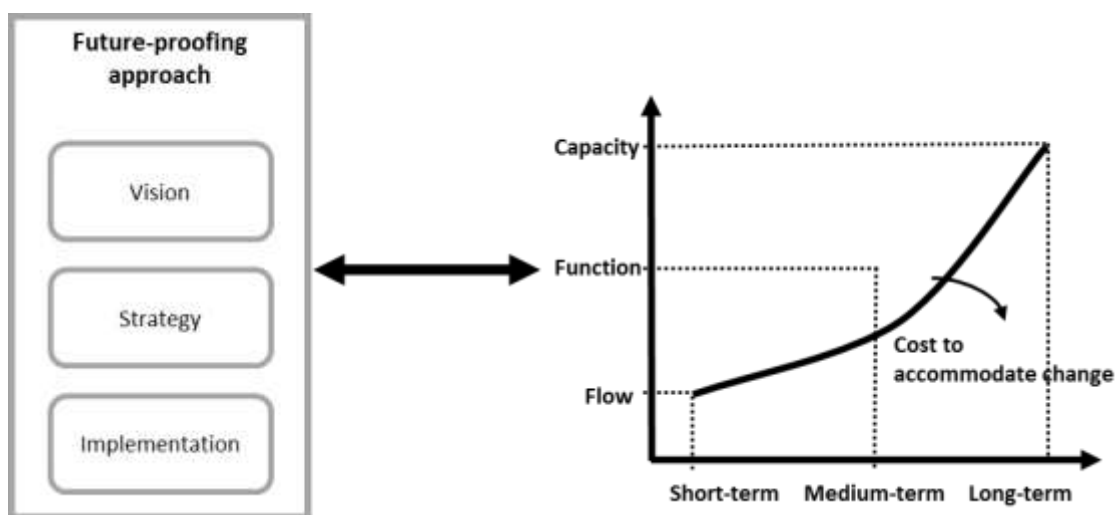 Future-proofing
approach
Vision
Strategy
Implementation
Capacity
Function
Flow
Cost to
accommodate change
Short-term Medium-term Long-term